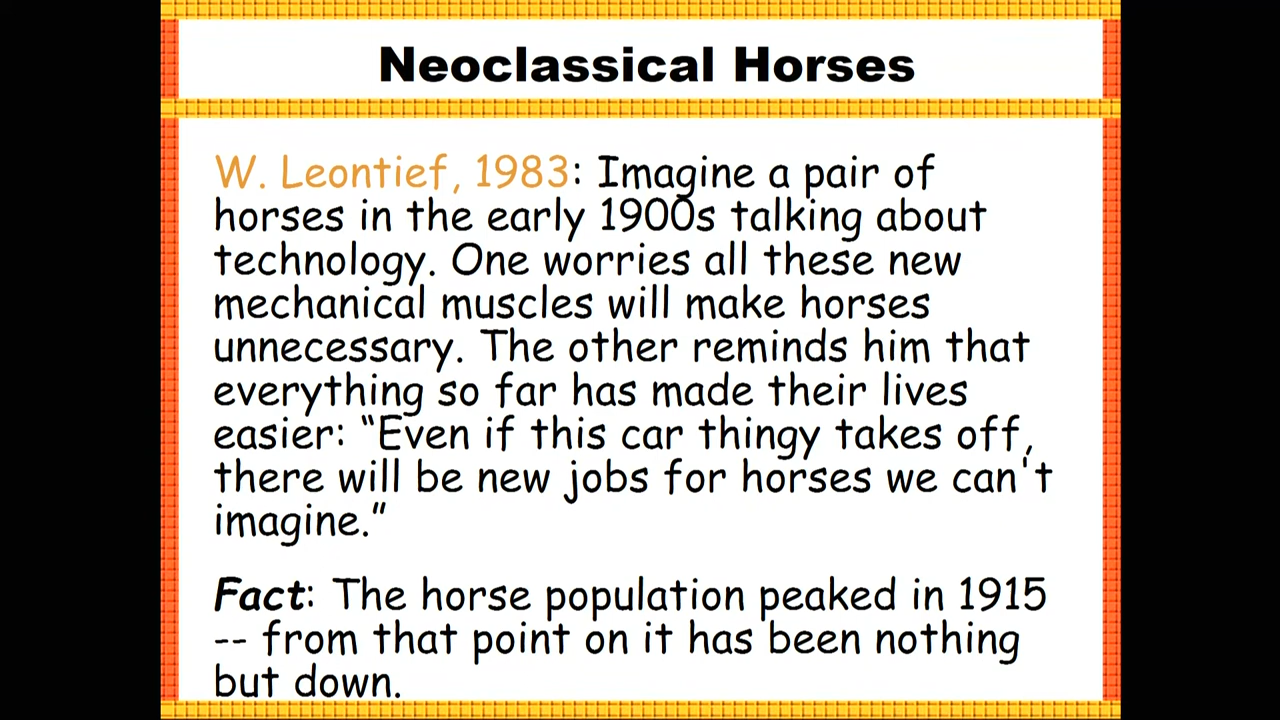 Neoclassical Horses
W. Leontief, 1983: Imagine a pair of
horses in the early 1900s talking about
technology. One worries all these new
mechanical muscles will make horses
unnecessary. The other reminds him that
everything so far has made their lives
easier: “Even if this car thingy takes off,
there will be new jobs for horses we can't
imagine.”
Fact: The horse population peaked in 1915
-- from that point on it has been nothing
but down.